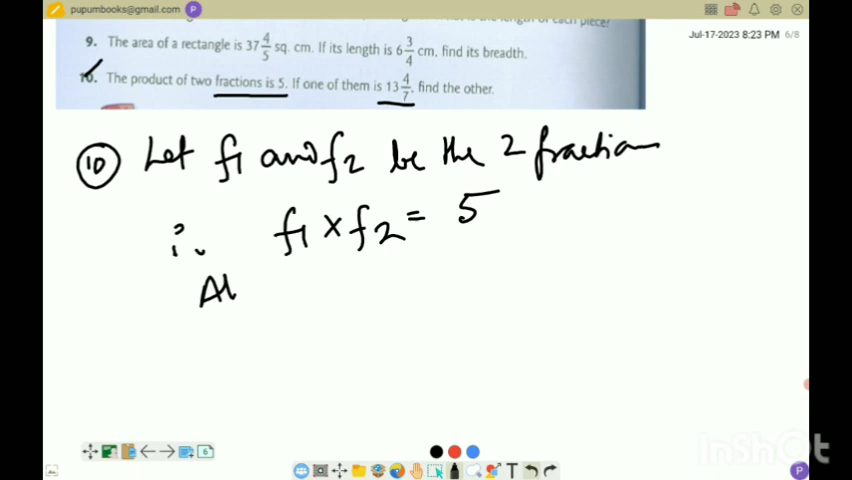 pupumbooks@gmail.com P
Jul-17-2023 8:23 PM 6/8
9. The area of a rectangle is 37 4/5 sq. cm. If its length is 6 3/4 cm, find its breadth.
10. The product of two fractions is 5. If one of them is 13 4/7, find the other.
10 Let f1 and f2 be the 2 fraction
∴ f1 × f2 = 5
Al
6
T
InShOt
P